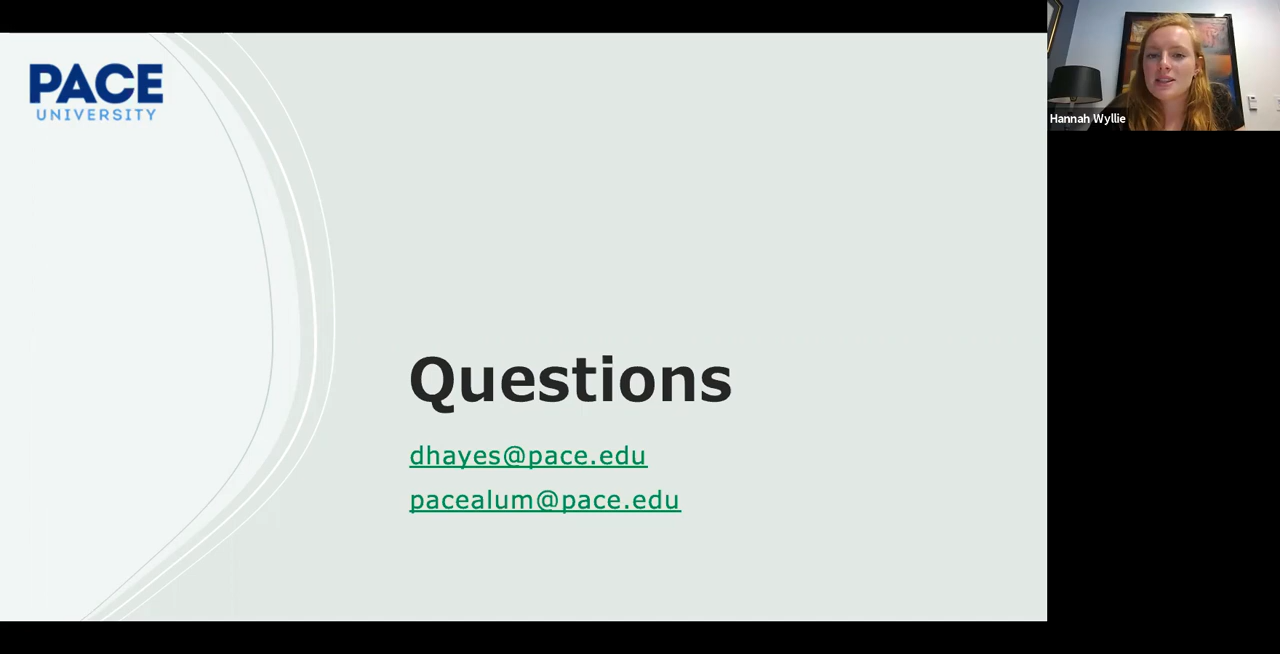 PACE
UNIVERSITY
Hannah Wyllie
Questions
dhayes@pace.edu
pacealum@pace.edu